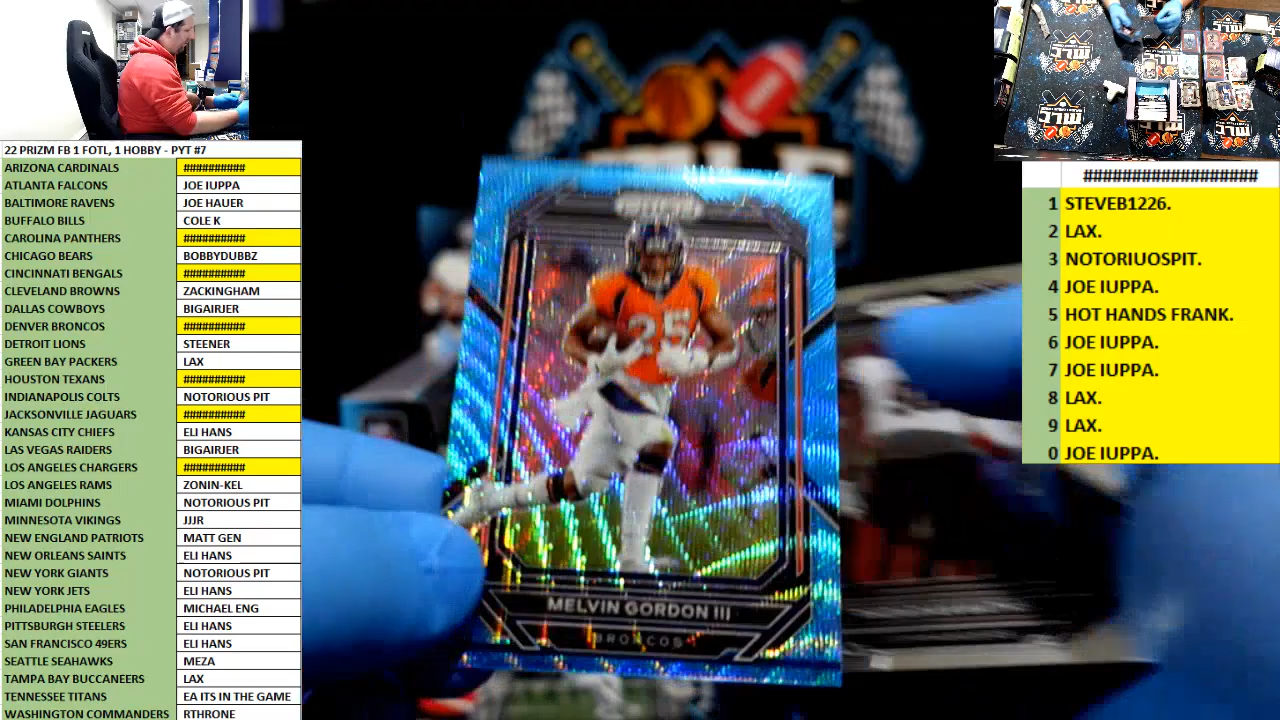 22 PRIZM FB 1 FOTL, 1 HOBBY - PYT #7
ARIZONA CARDINALS ##########
ATLANTA FALCONS JOE IUPPA
BALTIMORE RAVENS JOE HAUER
BUFFALO BILLS COLE K
CAROLINA PANTHERS ##########
CHICAGO BEARS BOBBYDUBBZ
CINCINNATI BENGALS ##########
CLEVELAND BROWNS ZACKINGHAM
DALLAS COWBOYS BIGAIRJER
DENVER BRONCOS ##########
DETROIT LIONS STEENER
GREEN BAY PACKERS LAX
HOUSTON TEXANS ##########
INDIANAPOLIS COLTS NOTORIOUS PIT
JACKSONVILLE JAGUARS ##########
KANSAS CITY CHIEFS ELI HANS
LAS VEGAS RAIDERS BIGAIRJER
LOS ANGELES CHARGERS ##########
LOS ANGELES RAMS ZONIN-KEL
MIAMI DOLPHINS NOTORIOUS PIT
MINNESOTA VIKINGS JJJR
NEW ENGLAND PATRIOTS MATT GEN
NEW ORLEANS SAINTS ELI HANS
NEW YORK GIANTS NOTORIOUS PIT
NEW YORK JETS ELI HANS
PHILADELPHIA EAGLES MICHAEL ENG
PITTSBURGH STEELERS ELI HANS
SAN FRANCISCO 49ERS ELI HANS
SEATTLE SEAHAWKS MEZA
TAMPA BAY BUCCANEERS LAX
TENNESSEE TITANS EA ITS IN THE GAME
WASHINGTON COMMANDERS RTHRONE
25
MELVIN GORDON III
BRONCOS
##################
1 STEVEB1226.
2 LAX.
3 NOTORIUOSPIT.
4 JOE IUPPA.
5 HOT HANDS FRANK.
6 JOE IUPPA.
7 JOE IUPPA.
8 LAX.
9 LAX.
0 JOE IUPPA.